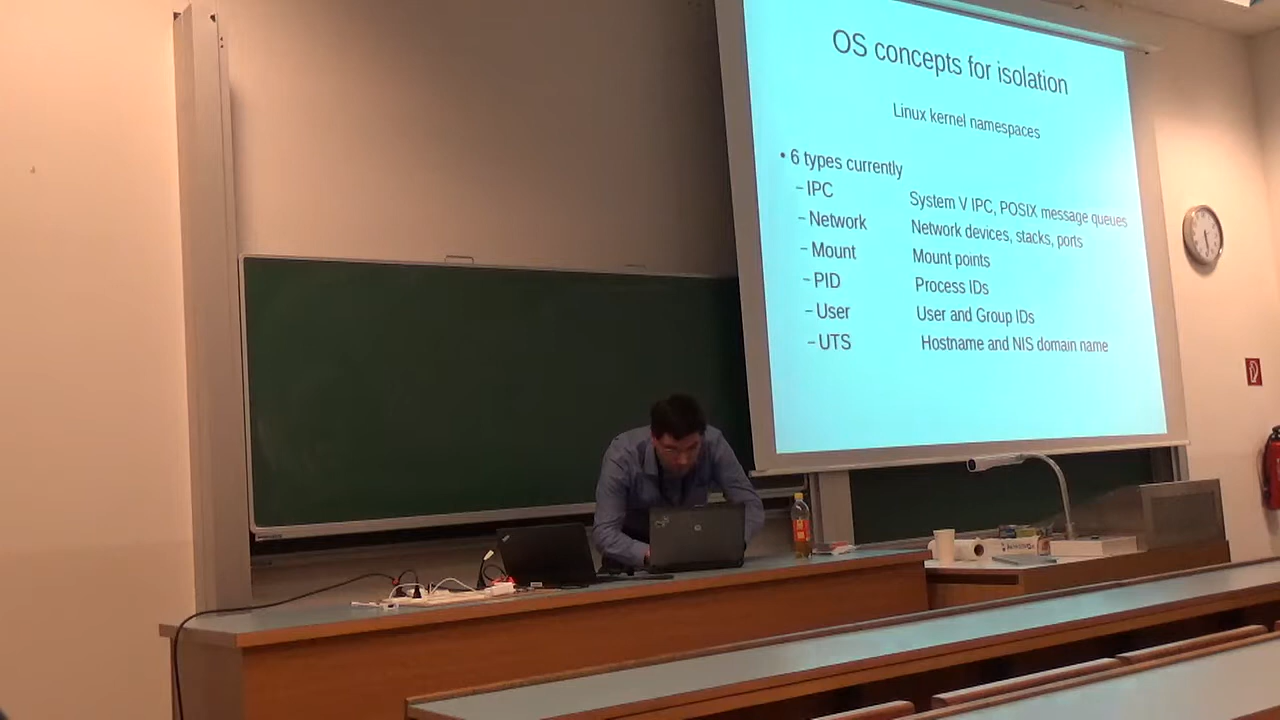 OS concepts for isolation
Linux kernel namespaces
• 6 types currently
– IPC System V IPC, POSIX message queues
– Network Network devices, stacks, ports
– Mount Mount points
– PID Process IDs
– User User and Group IDs
– UTS Hostname and NIS domain name